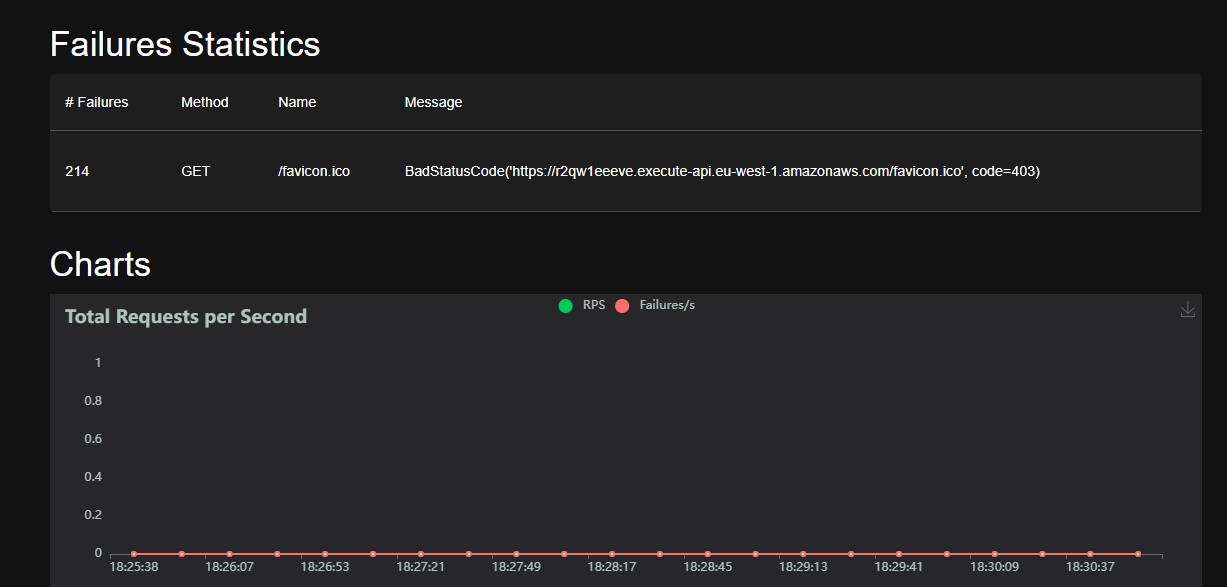 Failures Statistics
# Failures Method Name Message
214 GET /favicon.ico BadStatusCode('https://r2qw1eeeve.execute-api.eu-west-1.amazonaws.com/favicon.ico', code=403)
Charts
RPS Failures/s
Total Requests per Second
1
0.8
0.6
0.4
0.2
0
18:25:38 18:26:07 18:26:53 18:27:21 18:27:49 18:28:17 18:28:45 18:29:13 18:29:41 18:30:09 18:30:37